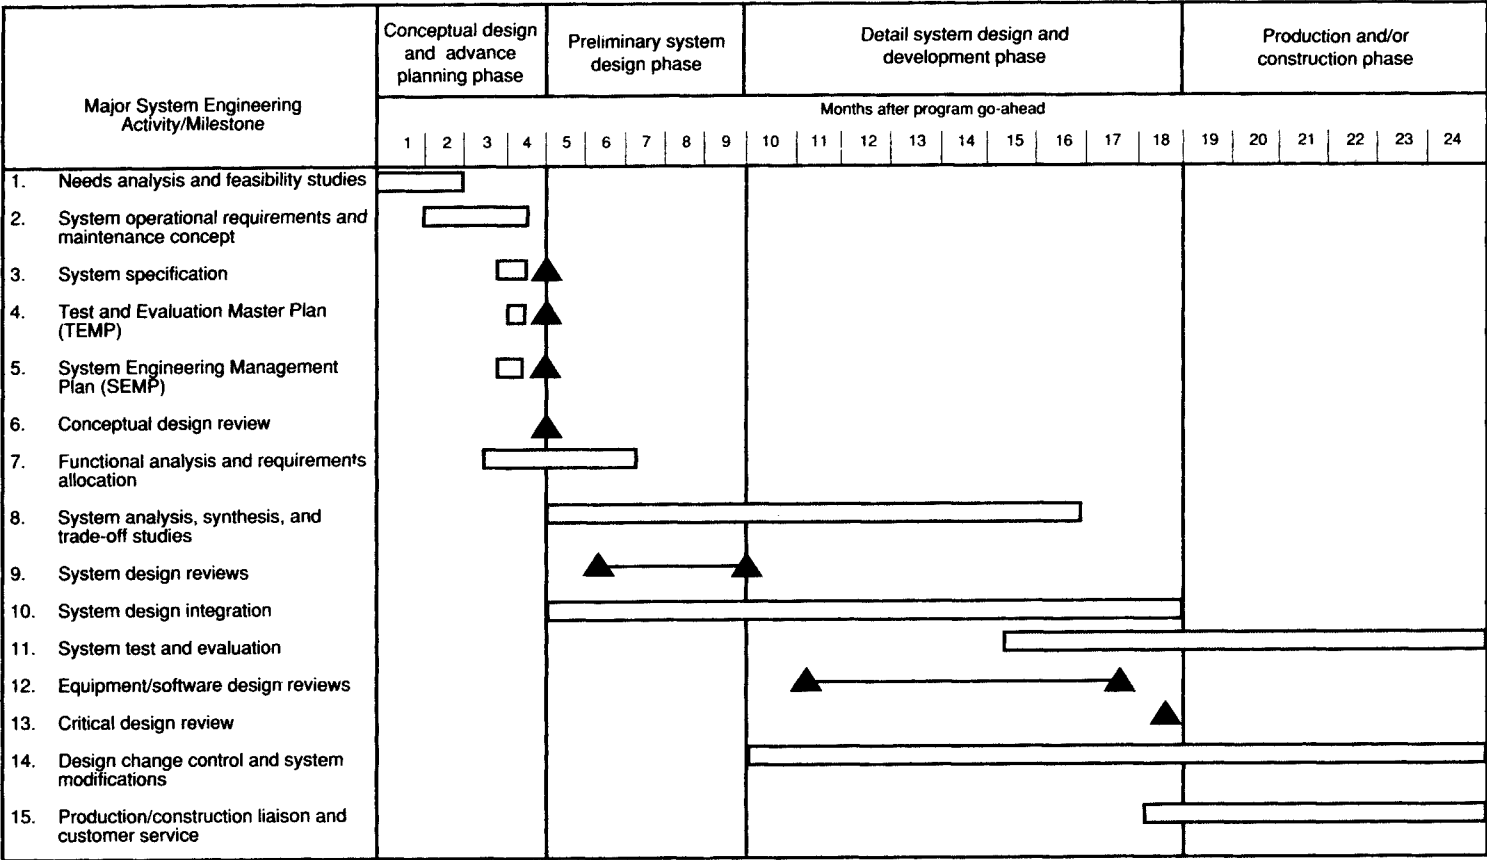 Conceptual design
and advance
planning phase
Preliminary system
design phase
Detail system design and
development phase
Production and/or
construction phase
Major System Engineering
Activity/Milestone
Months after program go-ahead
1 2 3 4 5 6 7 8 9 10 11 12 13 14 15 16 17 18 19 20 21 22 23 24
1. Needs analysis and feasibility studies
2. System operational requirements and
maintenance concept
3. System specification
4. Test and Evaluation Master Plan
(TEMP)
5. System Engineering Management
Plan (SEMP)
6. Conceptual design review
7. Functional analysis and requirements
allocation
8. System analysis, synthesis, and
trade-off studies
9. System design reviews
10. System design integration
11. System test and evaluation
12. Equipment/software design reviews
13. Critical design review
14. Design change control and system
modifications
15. Production/construction liaison and
customer service